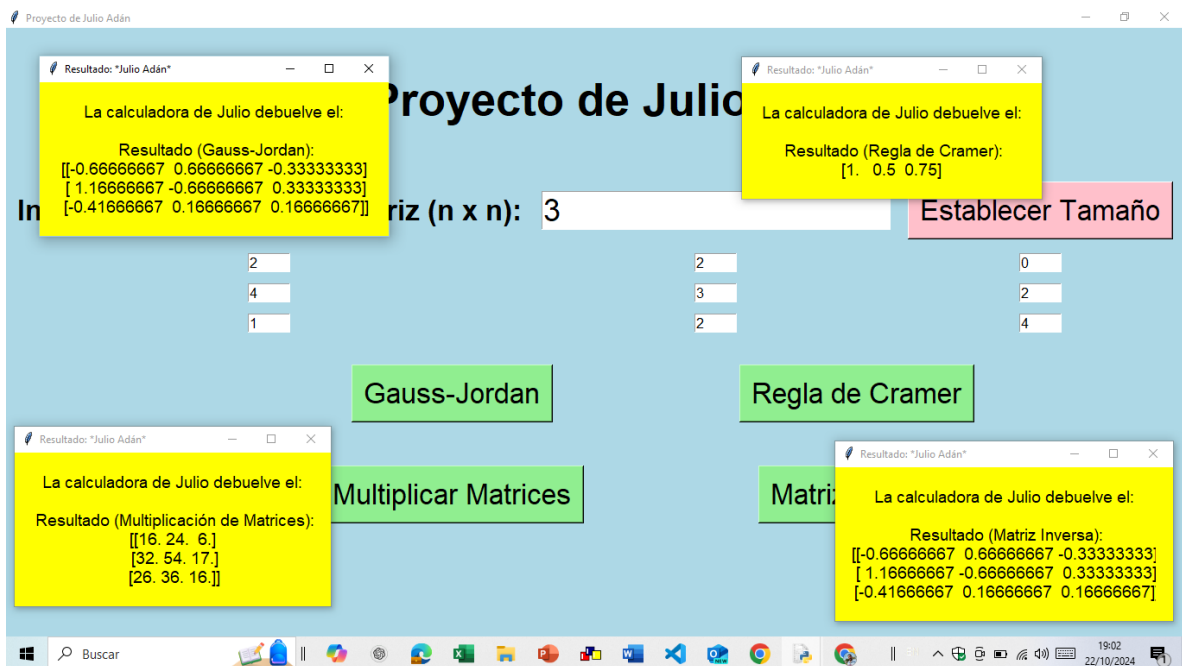 Proyecto de Julio Adán
Resultado: *Julio Adán*
La calculadora de Julio debuelve el:
Resultado (Gauss-Jordan):
[[-0.66666667 0.66666667 -0.33333333]
[ 1.16666667 -0.66666667 0.33333333]
[-0.41666667 0.16666667 0.16666667]]
Proyecto de Julio
Resultado: *Julio Adán*
La calculadora de Julio debuelve el:
Resultado (Regla de Cramer):
[1. 0.5 0.75]
(n x n): 3
Establecer Tamaño
2 2 0
4 3 2
1 2 4
Gauss-Jordan
Regla de Cramer
Resultado: *Julio Adán*
La calculadora de Julio debuelve el:
Resultado (Multiplicación de Matrices):
[[16. 24. 6.]
[32. 54. 17.]
[26. 36. 16.]]
Multiplicar Matrices
Resultado: *Julio Adán*
La calculadora de Julio debuelve el:
Resultado (Matriz Inversa):
[[-0.66666667 0.66666667 -0.33333333]
[ 1.16666667 -0.66666667 0.33333333]
[-0.41666667 0.16666667 0.16666667]
Buscar
19:02
22/10/2024